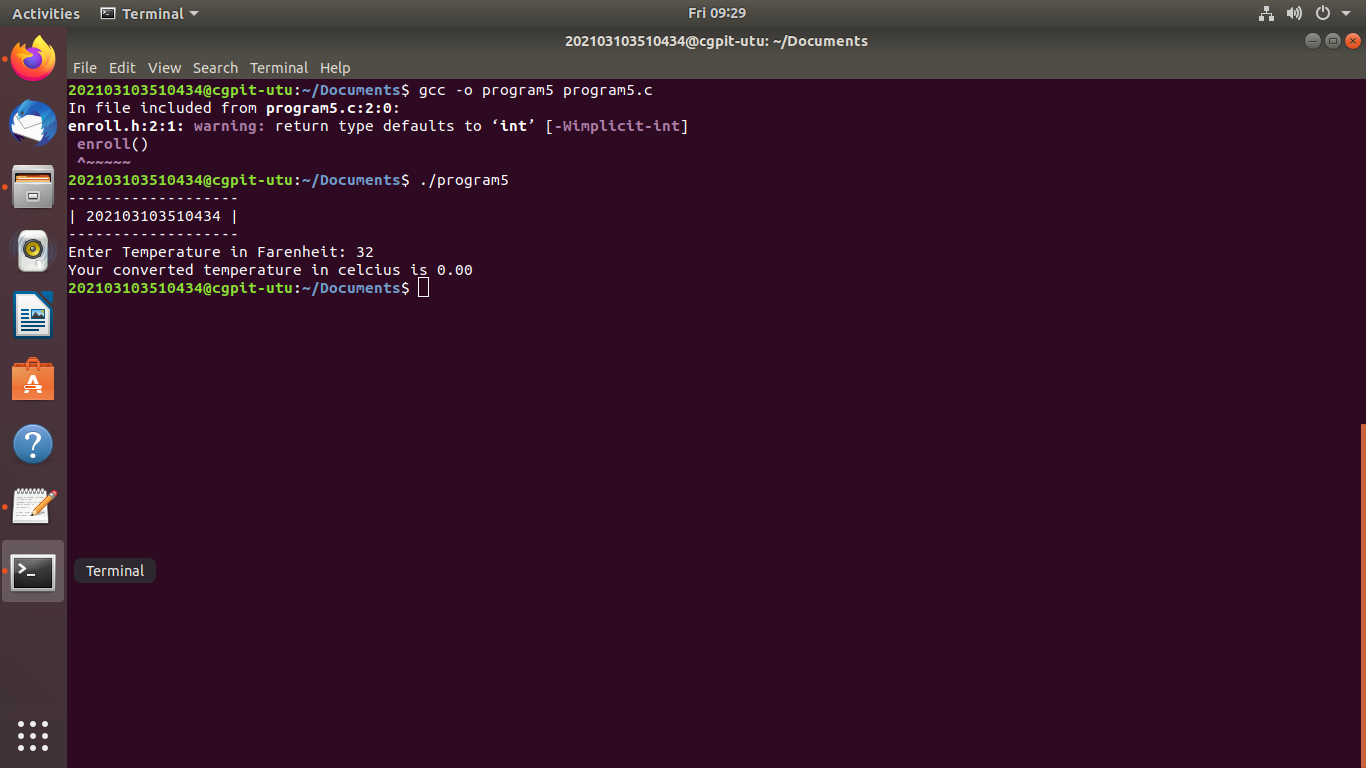 Activities Terminal Fri 09:29
202103103510434@cgpit-utu: ~/Documents
File Edit View Search Terminal Help
202103103510434@cgpit-utu:~/Documents$ gcc -o program5 program5.c
In file included from program5.c:2:0:
enroll.h:2:1: warning: return type defaults to ‘int’ [-Wimplicit-int]
 enroll()
 ^~~~~~
202103103510434@cgpit-utu:~/Documents$ ./program5
-------------------
| 202103103510434 |
-------------------
Enter Temperature in Farenheit: 32
Your converted temperature in celcius is 0.00
202103103510434@cgpit-utu:~/Documents$
Terminal